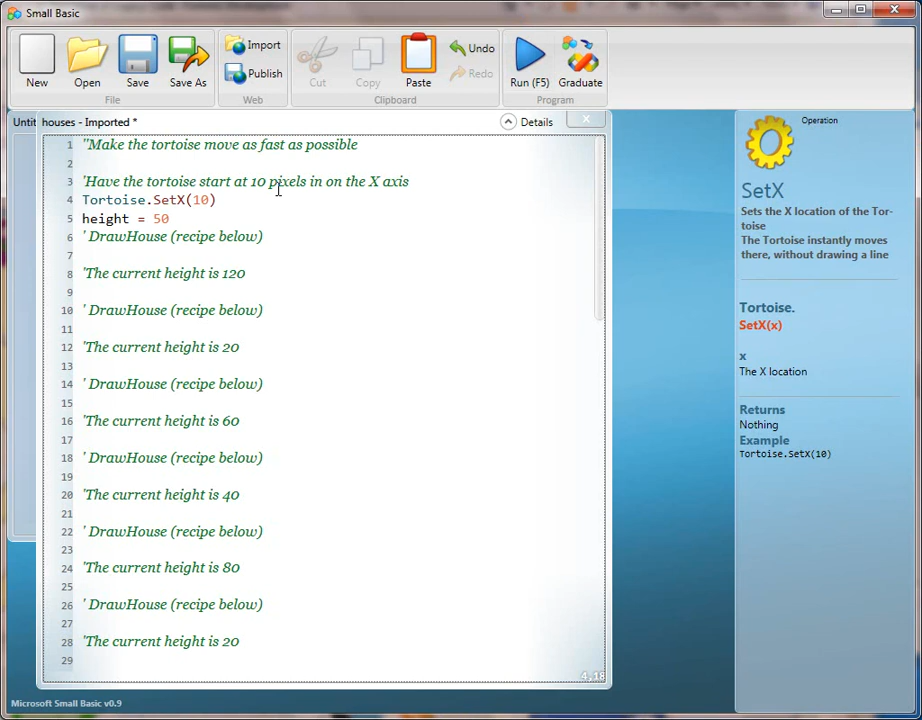 Small Basic
New
Open
Save
Save As
Import
Publish
Cut
Copy
Paste
Undo
Redo
Run (F5)
Graduate
File
Web
Clipboard
Program
Untit
houses - Imported *
Details
1 "Make the tortoise move as fast as possible
2
3 'Have the tortoise start at 10 pixels in on the X axis
4 Tortoise.SetX(10)
5 height = 50
6 ' DrawHouse (recipe below)
7
8 'The current height is 120
9
10 ' DrawHouse (recipe below)
11
12 'The current height is 20
13
14 ' DrawHouse (recipe below)
15
16 'The current height is 60
17
18 ' DrawHouse (recipe below)
19
20 'The current height is 40
21
22 ' DrawHouse (recipe below)
23
24 'The current height is 80
25
26 ' DrawHouse (recipe below)
27
28 'The current height is 20
29
4,18
Operation
SetX
Sets the X location of the Tor-
toise
The Tortoise instantly moves
there, without drawing a line
Tortoise.
SetX(x)
x
The X location
Returns
Nothing
Example
Tortoise.SetX(10)
Microsoft Small Basic v0.9